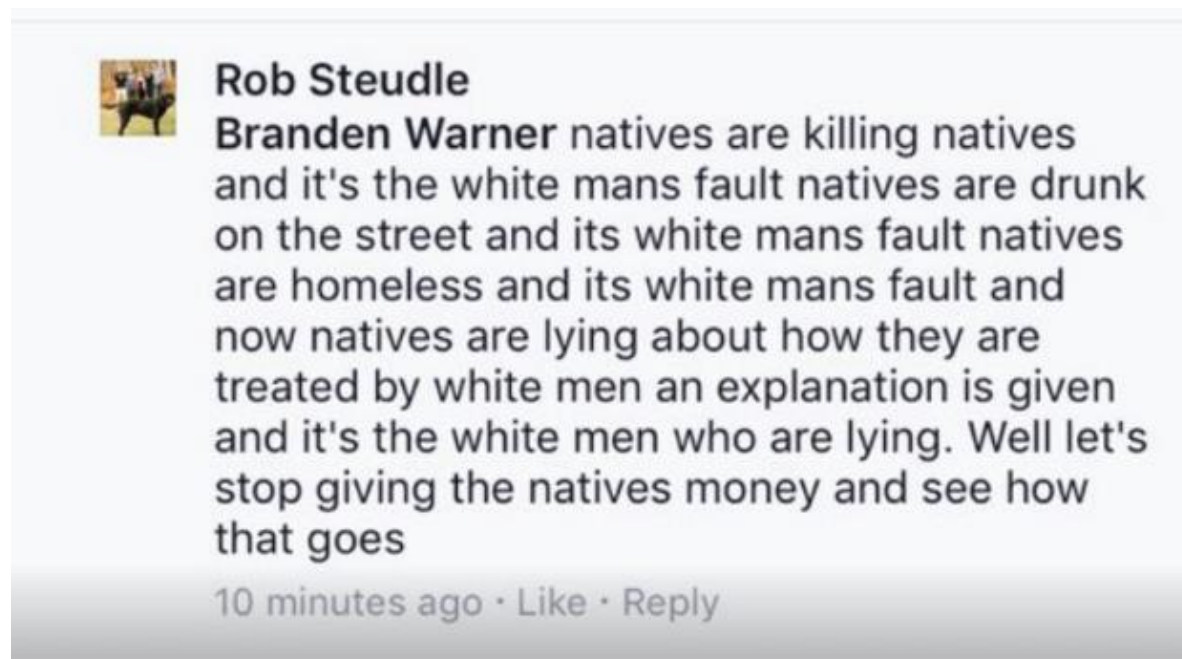 Rob Steudle
Branden Warner natives are killing natives
and it's the white mans fault natives are drunk
on the street and its white mans fault natives
are homeless and its white mans fault and
now natives are lying about how they are
treated by white men an explanation is given
and it's the white men who are lying. Well let's
stop giving the natives money and see how
that goes
10 minutes ago · Like · Reply